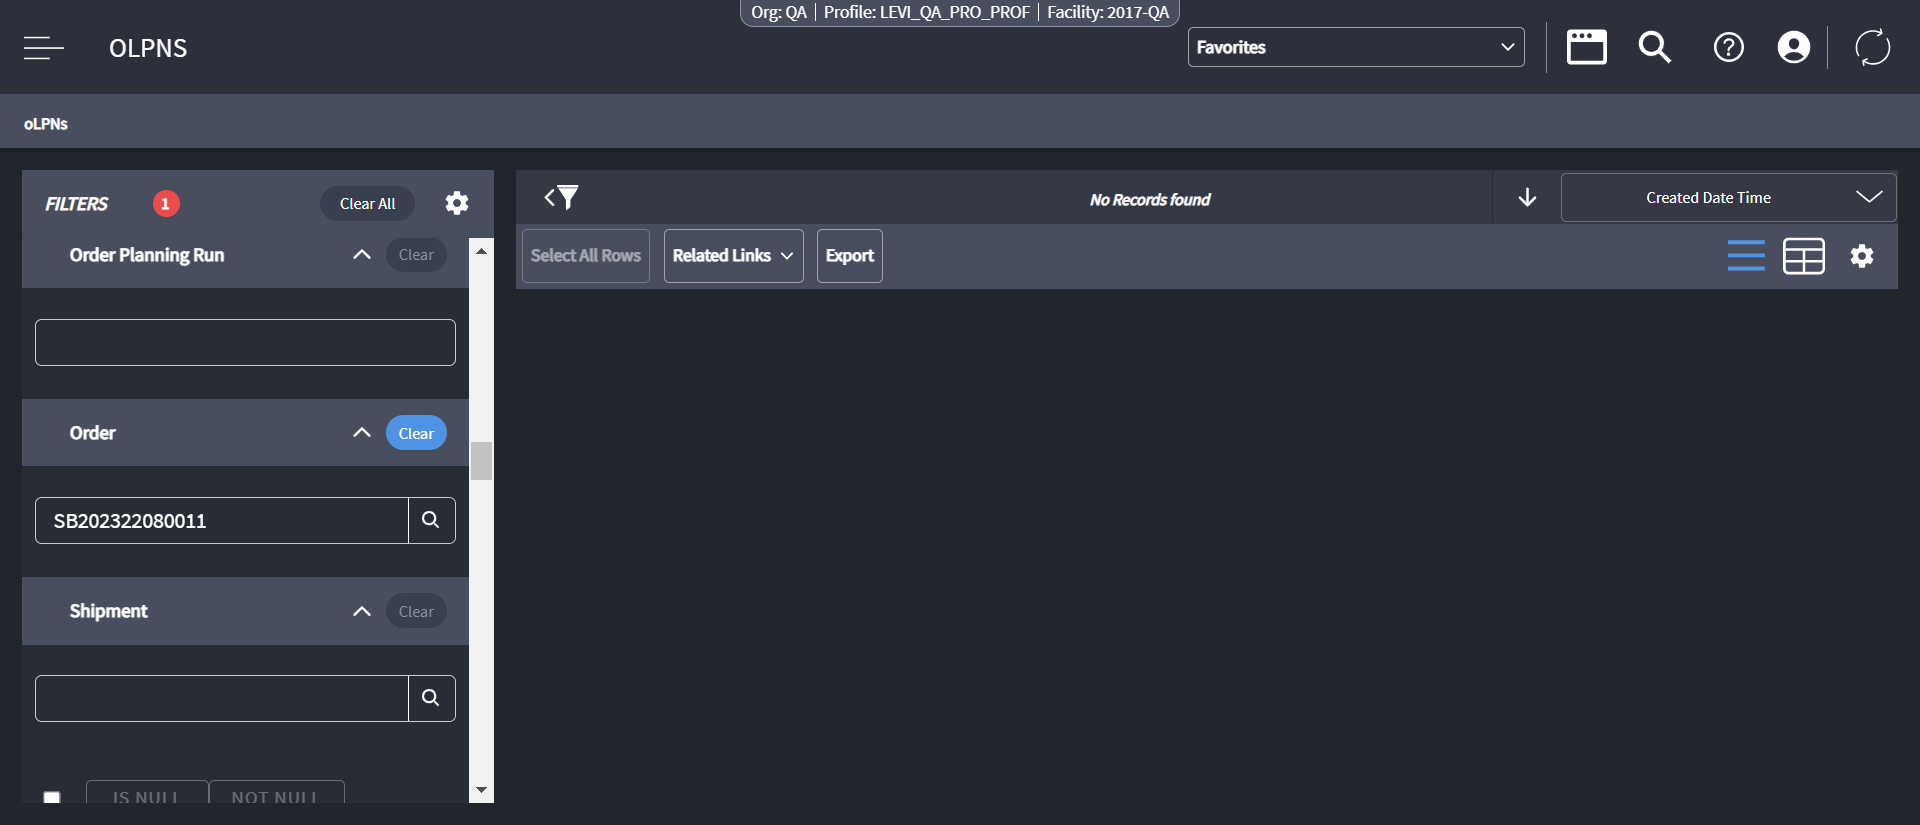 Org: QA | Profile: LEVI_QA_PRO_PROF | Facility: 2017-QA
OLPNS
Favorites
oLPNs
FILTERS 1 Clear All
Order Planning Run Clear
Order Clear
SB202322080011
Shipment Clear
IS NULL NOT NULL
No Records found
Created Date Time
Select All Rows Related Links Export